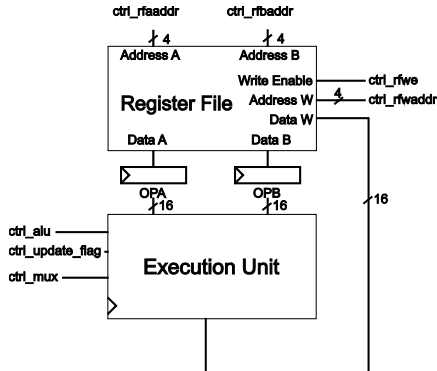 ctrl_rfaaddr ctrl_rfbaddr
4 4
Address A Address B
Write Enable ctrl_rfwe
Register File Address W 4 ctrl_rfwaddr
Data W
Data A Data B
OPA OPB
16 16 16
ctrl_alu
ctrl_update_flag
Execution Unit
ctrl_mux